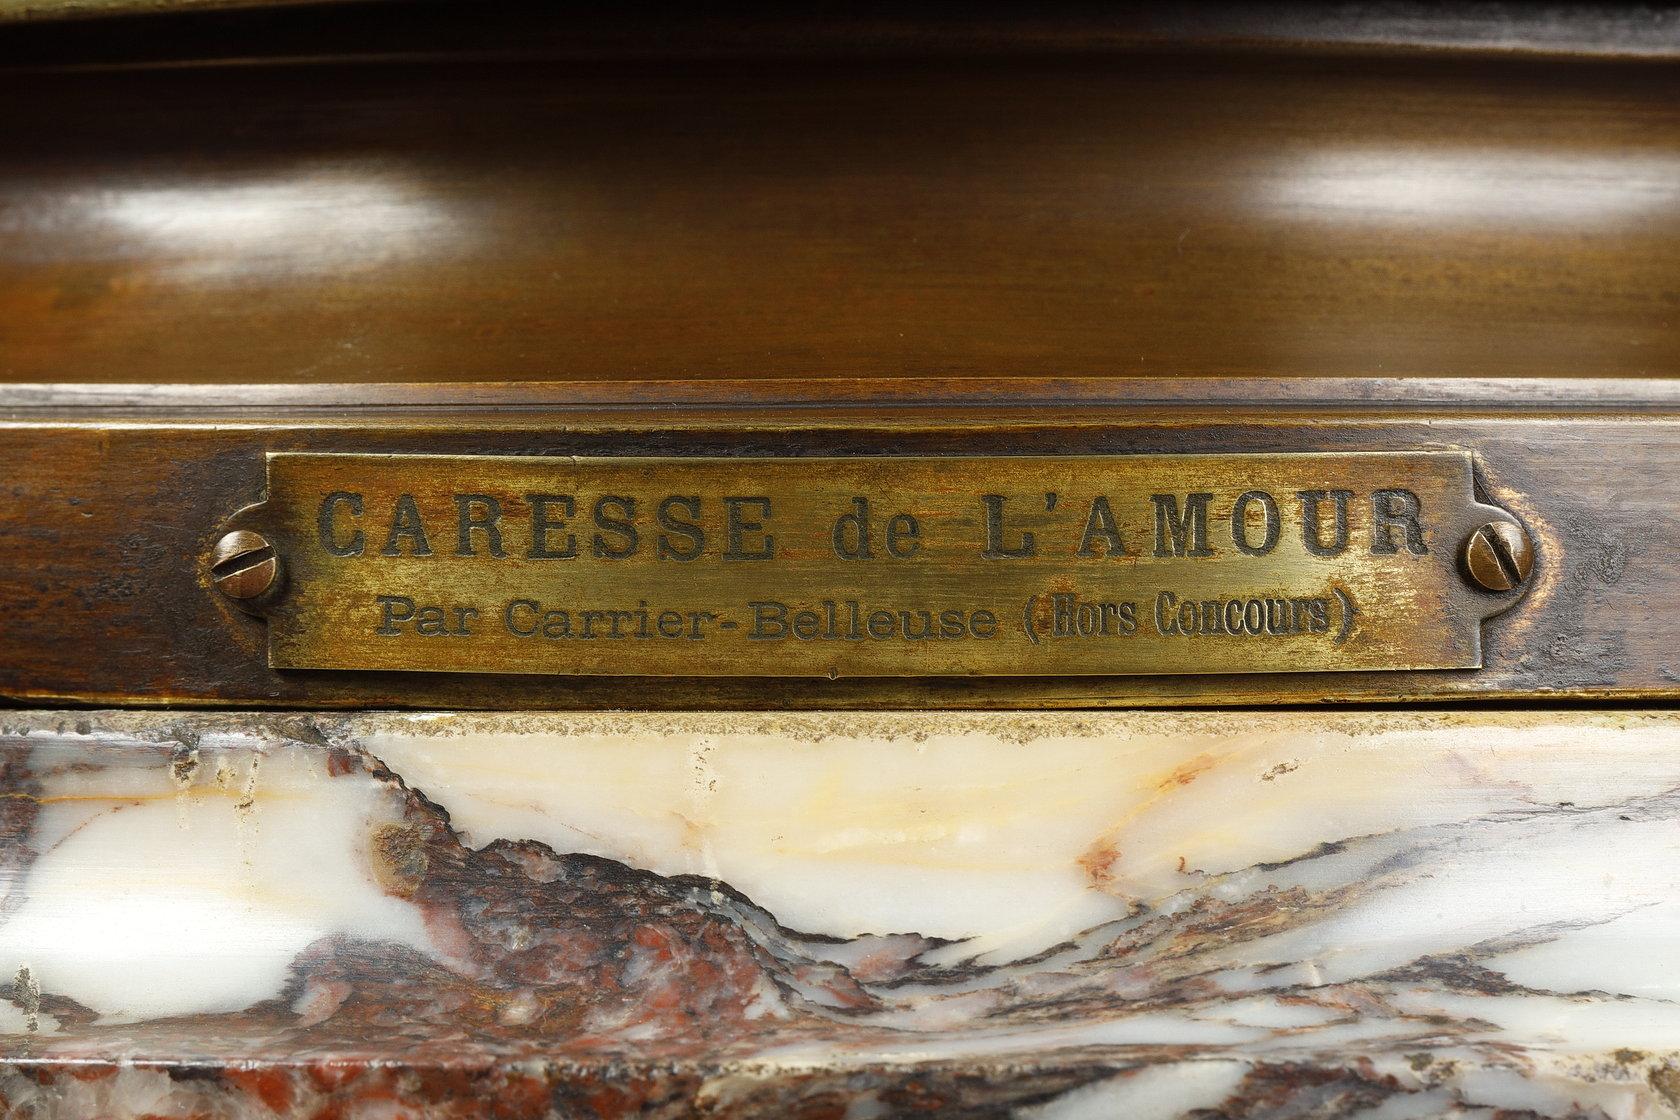 CARESSE de L'AMOUR
Par Carrier-Belleuse (Hors Concours)